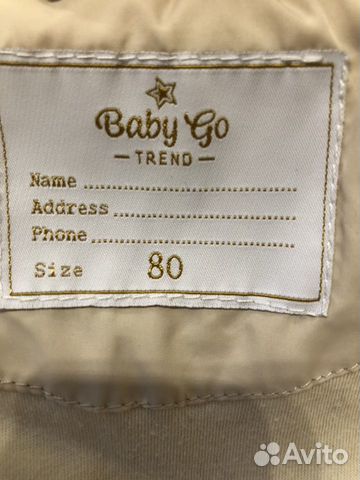 Baby Go
— TREND —
Name
Address
Phone
Size 80
Avito